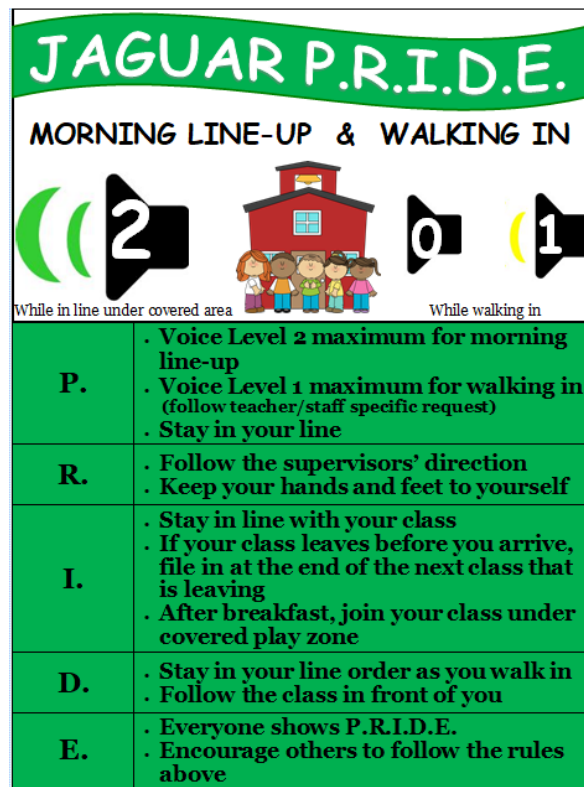 JAGUAR P.R.I.D.E.
MORNING LINE-UP & WALKING IN
2
0
1
While in line under covered area
While walking in
P.
. Voice Level 2 maximum for morning
line-up
. Voice Level 1 maximum for walking in
(follow teacher/staff specific request)
. Stay in your line
R.
. Follow the supervisors’ direction
. Keep your hands and feet to yourself
I.
. Stay in line with your class
. If your class leaves before you arrive,
file in at the end of the next class that
is leaving
. After breakfast, join your class under
covered play zone
D.
. Stay in your line order as you walk in
. Follow the class in front of you
E.
. Everyone shows P.R.I.D.E.
. Encourage others to follow the rules
above